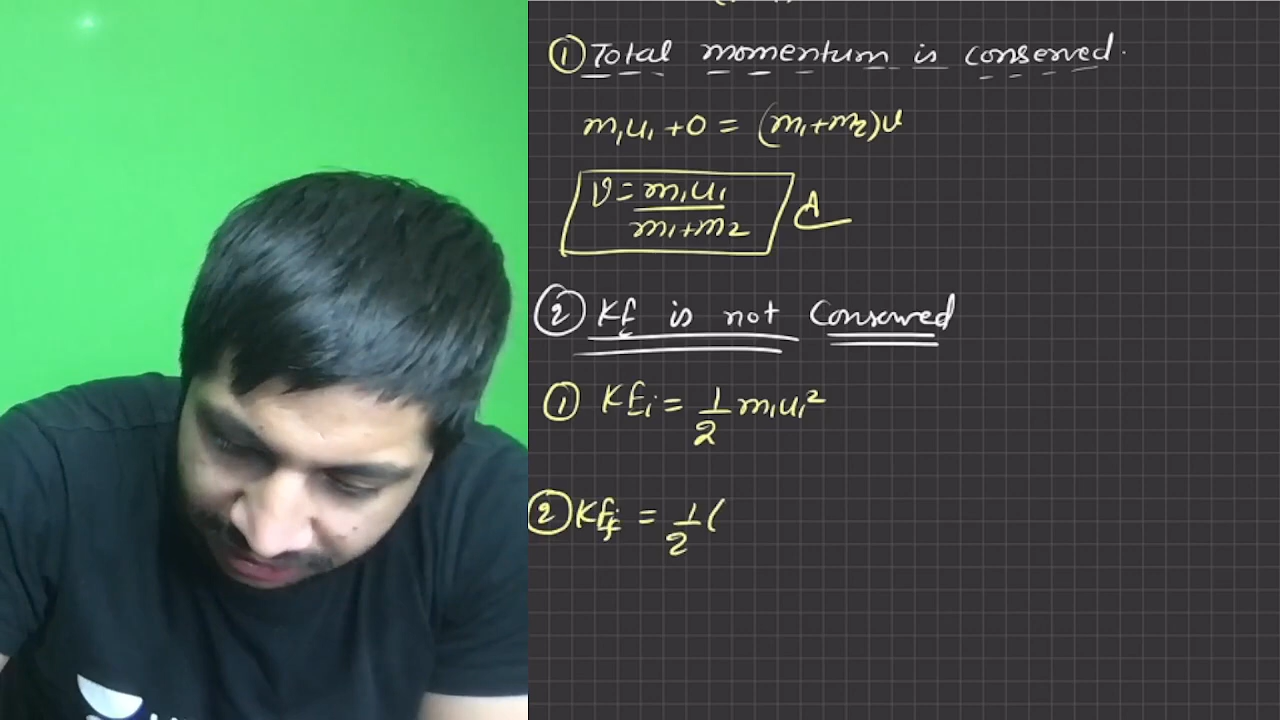 ① Total momentum is conserved.
m₁u₁ + 0 = (m₁+m₂)v
v = m₁u₁ / m₁+m₂
② KE is not Conserved
① KEi = 1/2 m₁u₁²
② KEf = 1/2 (